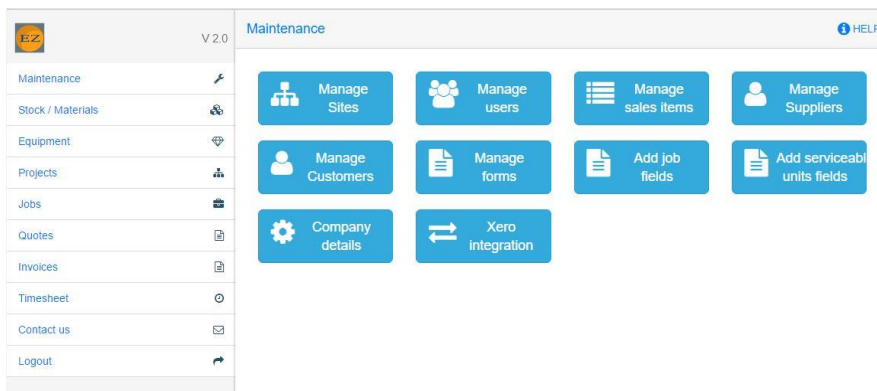 EZ
V 2.0
Maintenance
HELP
Maintenance
Stock / Materials
Equipment
Projects
Jobs
Quotes
Invoices
Timesheet
Contact us
Logout
Manage
Sites
Manage
users
Manage
sales items
Manage
Suppliers
Manage
Customers
Manage
forms
Add job
fields
Add serviceabl
units fields
Company
details
Xero
integration